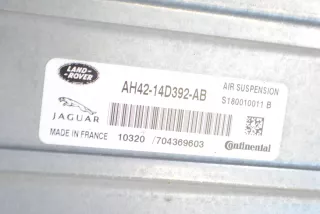 LAND-
ROVER
JAGUAR
AH42-14D392-AB
AIR SUSPENSION
S180010011 B
MADE IN FRANCE
10320 /704369603
Continental